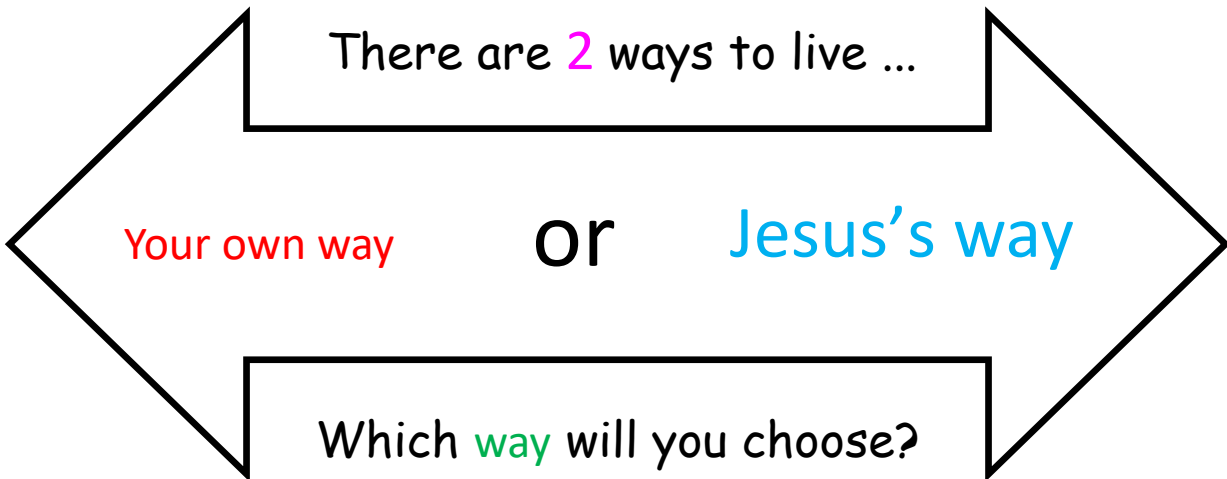 There are 2 ways to live ...
Your own way or Jesus’s way
Which way will you choose?